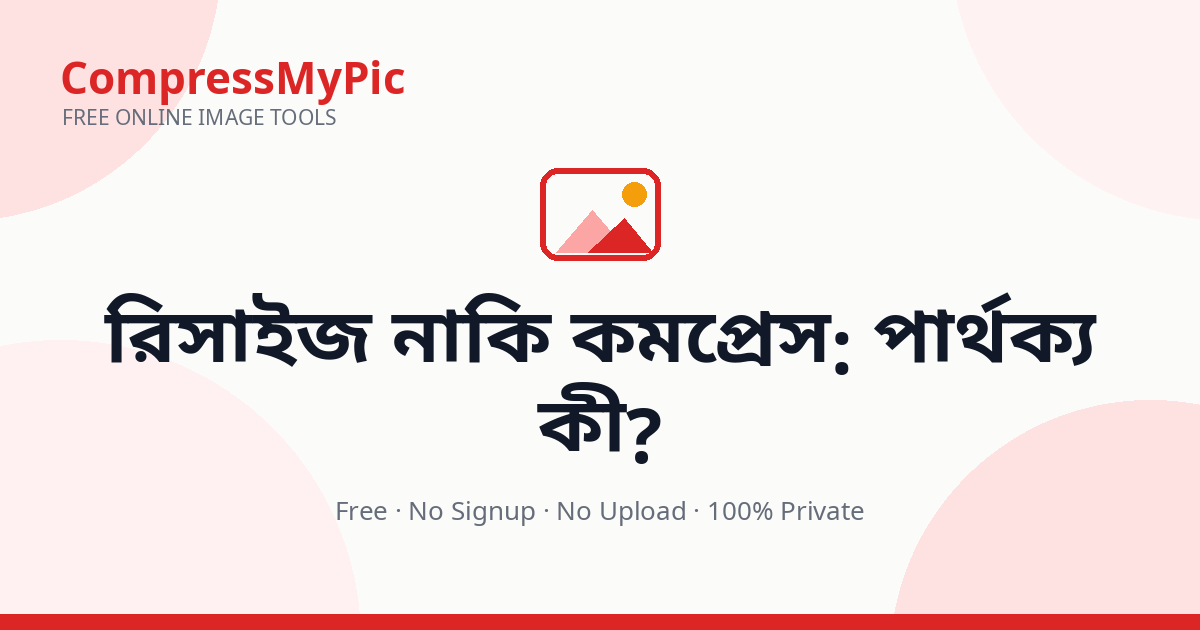 CompressMyPic
FREE ONLINE IMAGE TOOLS
রিসাইজ নাকি কমপ্রেস: পার্থক্য
কী?
Free · No Signup · No Upload · 100% Private